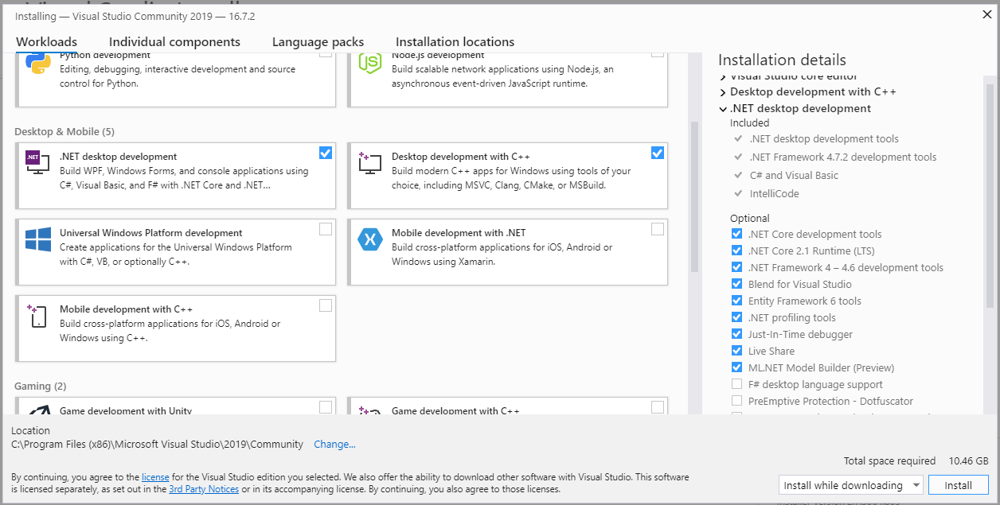 Installing — Visual Studio Community 2019 — 16.7.2
Workloads
Individual components
Language packs
Installation locations
Python development
Editing, debugging, interactive development and source
control for Python.
Node.js development
Build scalable network applications using Node.js, an
asynchronous event-driven JavaScript runtime.
Desktop & Mobile (5)
.NET
.NET desktop development
Build WPF, Windows Forms, and console applications using
C#, Visual Basic, and F# with .NET Core and .NET...
Desktop development with C++
Build modern C++ apps for Windows using tools of your
choice, including MSVC, Clang, CMake, or MSBuild.
Universal Windows Platform development
Create applications for the Universal Windows Platform
with C#, VB, or optionally C++.
Mobile development with .NET
Build cross-platform applications for iOS, Android or
Windows using Xamarin.
Mobile development with C++
Build cross-platform applications for iOS, Android or
Windows using C++.
Gaming (2)
Game development with Unity
Game development with C++
Installation details
Visual Studio core editor
Desktop development with C++
.NET desktop development
Included
.NET desktop development tools
.NET Framework 4.7.2 development tools
C# and Visual Basic
IntelliCode
Optional
.NET Core development tools
.NET Core 2.1 Runtime (LTS)
.NET Framework 4 – 4.6 development tools
Blend for Visual Studio
Entity Framework 6 tools
.NET profiling tools
Just-In-Time debugger
Live Share
ML.NET Model Builder (Preview)
F# desktop language support
PreEmptive Protection - Dotfuscator
Location
C:\Program Files (x86)\Microsoft Visual Studio\2019\Community Change...
Total space required 10.46 GB
By continuing, you agree to the license for the Visual Studio edition you selected. We also offer the ability to download other software with Visual Studio. This software
is licensed separately, as set out in the 3rd Party Notices or in its accompanying license. By continuing, you also agree to those licenses.
Install while downloading
Install